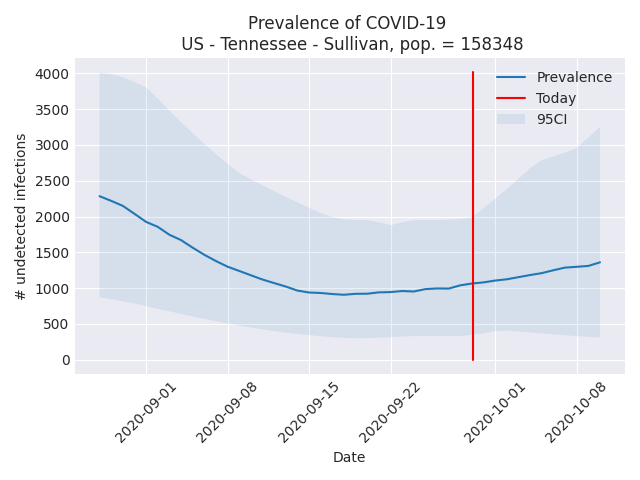 Prevalence of COVID-19
US - Tennessee - Sullivan, pop. = 158348
4000
3500
3000
2500
2000
1500
1000
500
0
# undetected infections
Prevalence
Today
95CI
2020-09-01
2020-09-08
2020-09-15
2020-09-22
2020-10-01
2020-10-08
Date